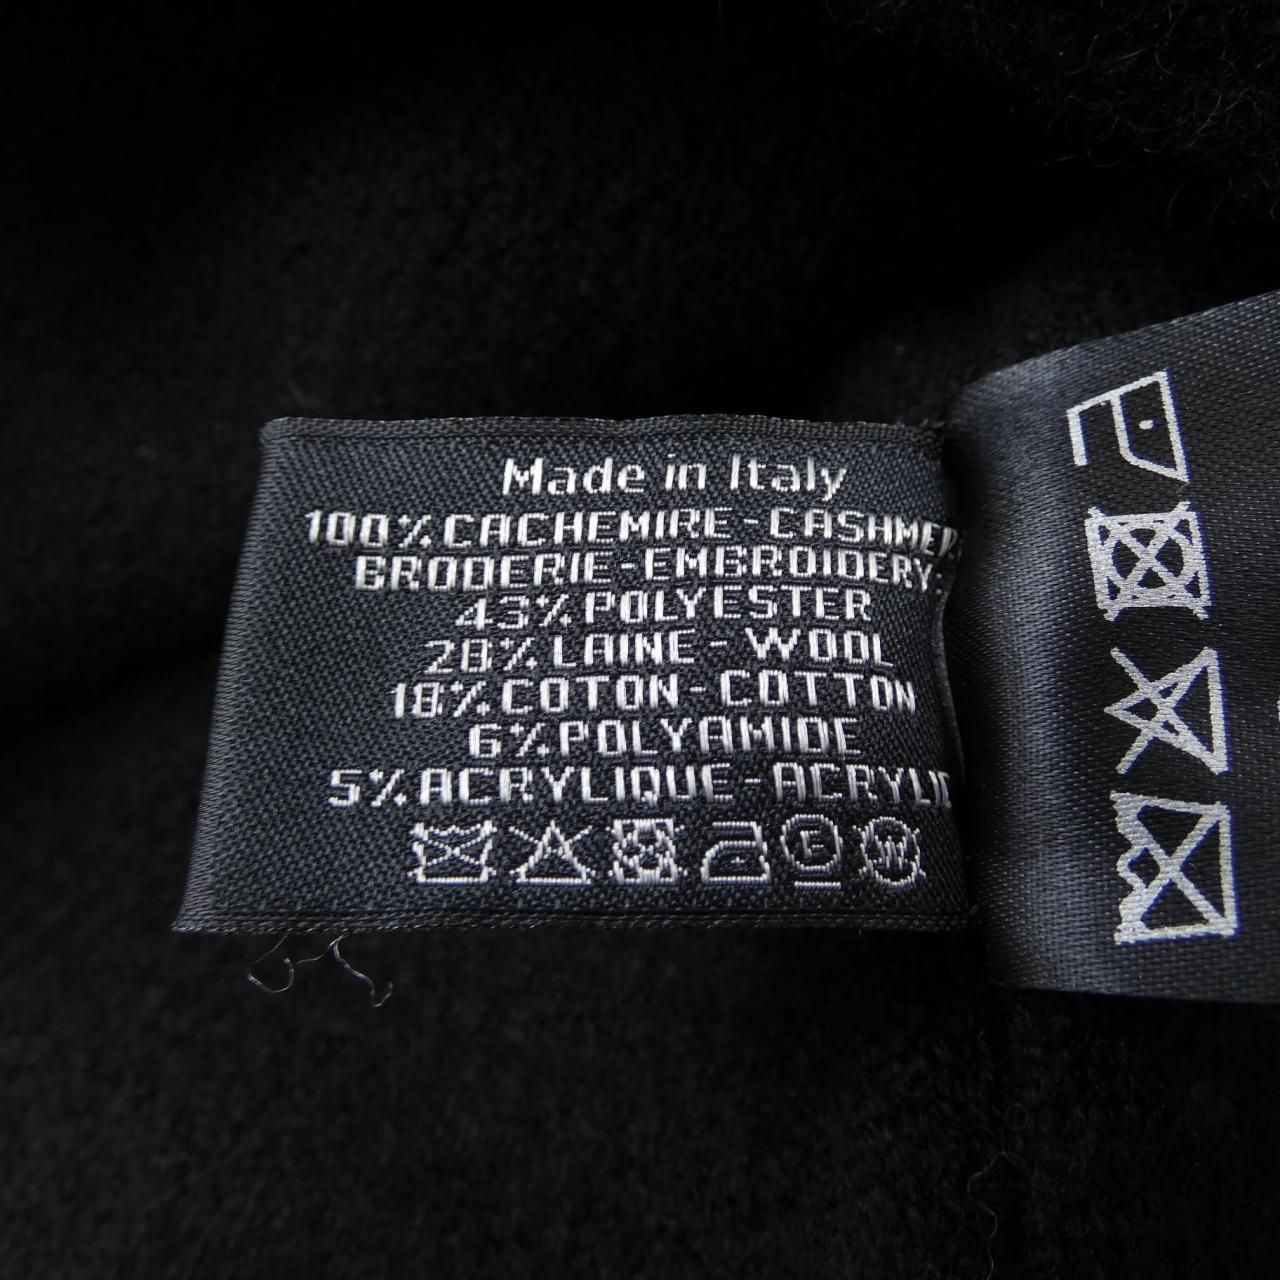 Made in Italy
100% CACHEMIRE - CASHMER
BRODERIE - EMBROIDERY:
43% POLYESTER
28% LAINE - WOOL
18% COTON - COTTON
6% POLYAMIDE
5% ACRYLIQUE - ACRYLIC
F W